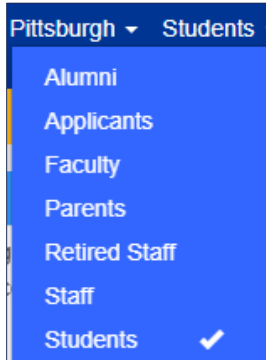 Pittsburgh Students
Alumni
Applicants
Faculty
Parents
Retired Staff
Staff
Students